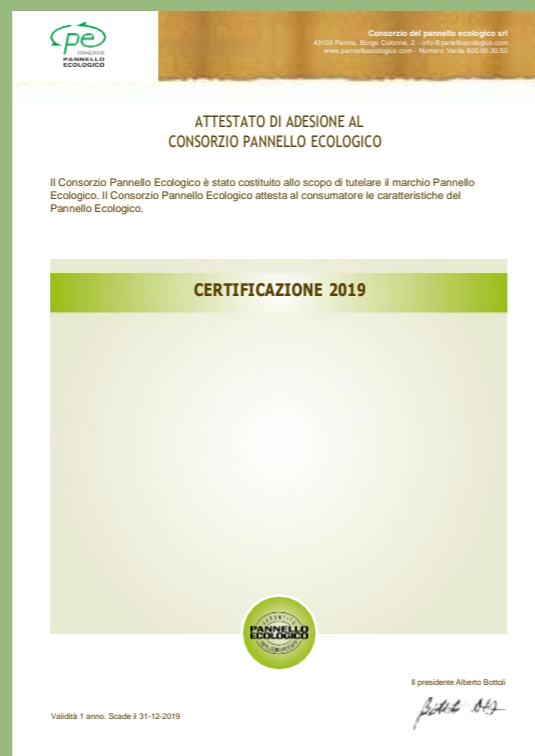 cpe
CONSORZIO
PANNELLO
ECOLOGICO
Consorzio del pannello ecologico srl
43100 Parma, Borgo Colonne, 2 - info@pannelloecologico.com
www.pannelloecologico.com - Numero Verde 800.90.30.50
ATTESTATO DI ADESIONE AL
CONSORZIO PANNELLO ECOLOGICO
Il Consorzio Pannello Ecologico è stato costituito allo scopo di tutelare il marchio Pannello
Ecologico. Il Consorzio Pannello Ecologico attesta al consumatore le caratteristiche del
Pannello Ecologico.
CERTIFICAZIONE 2019
PANNELLO
ECOLOGICO
Il presidente Alberto Bottoli
Validità 1 anno. Scade il 31-12-2019